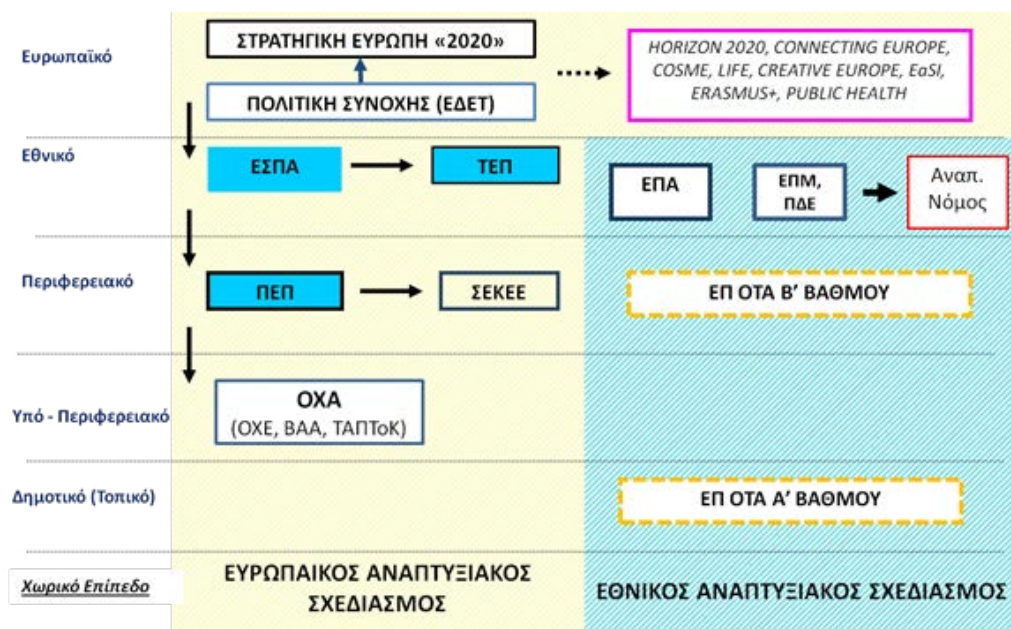 Ευρωπαϊκό
ΣΤΡΑΤΗΓΙΚΗ ΕΥΡΩΠΗ «2020»
ΠΟΛΙΤΙΚΗ ΣΥΝΟΧΗΣ (ΕΔΕΤ)
HORIZON 2020, CONNECTING EUROPE,
COSME, LIFE, CREATIVE EUROPE, EaSI,
ERASMUS+, PUBLIC HEALTH
Εθνικό
ΕΣΠΑ
ΤΕΠ
ΕΠΑ
ΕΠΜ,
ΠΔΕ
Αναπ.
Νόμος
Περιφερειακό
ΠΕΠ
ΣΕΚΕΕ
ΕΠ ΟΤΑ Β’ ΒΑΘΜΟΥ
Υπό - Περιφερειακό
ΟΧΑ
(ΟΧΕ, ΒΑΑ, ΤΑΠΤοΚ)
Δημοτικό (Τοπικό)
ΕΠ ΟΤΑ Α’ ΒΑΘΜΟΥ
Χωρικό Επίπεδο
ΕΥΡΩΠΑΙΚΟΣ ΑΝΑΠΤΥΞΙΑΚΟΣ
ΣΧΕΔΙΑΣΜΟΣ
ΕΘΝΙΚΟΣ ΑΝΑΠΤΥΞΙΑΚΟΣ ΣΧΕΔΙΑΣΜΟΣ